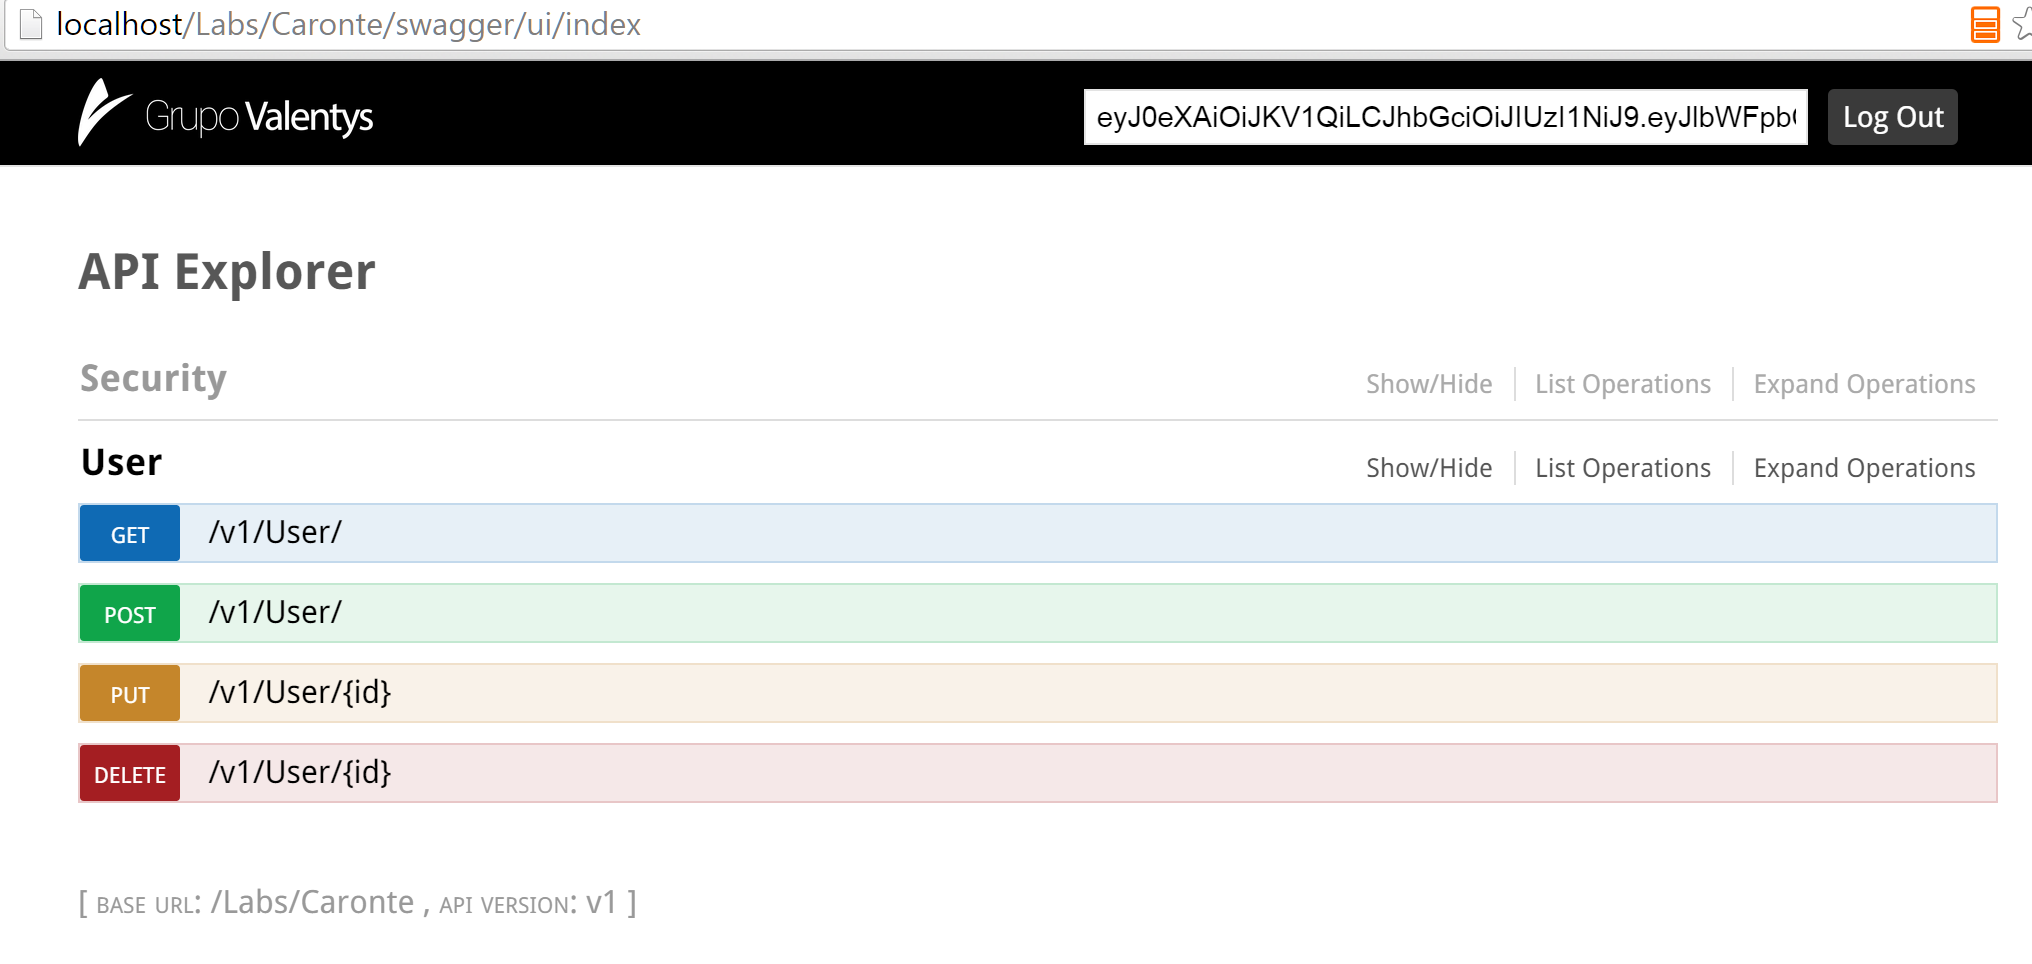 localhost/Labs/Caronte/swagger/ui/index
Grupo Valentys
eyJ0eXAiOiJKV1QiLCJhbGciOiJIUzI1NiJ9.eyJlbWFpb
Log Out
API Explorer
Security
Show/Hide
List Operations
Expand Operations
User
Show/Hide
List Operations
Expand Operations
GET /v1/User/
POST /v1/User/
PUT /v1/User/{id}
DELETE /v1/User/{id}
[ BASE URL: /Labs/Caronte , API VERSION: v1 ]